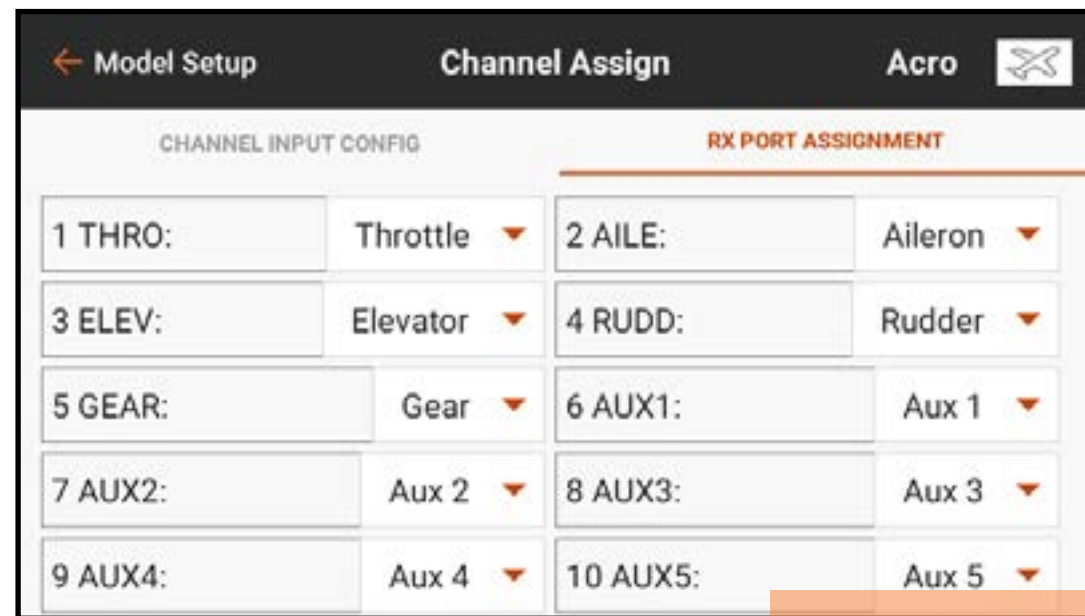 Model Setup Channel Assign Acro
CHANNEL INPUT CONFIG RX PORT ASSIGNMENT
1 THRO: Throttle 2 AILE: Aileron
3 ELEV: Elevator 4 RUDD: Rudder
5 GEAR: Gear 6 AUX1: Aux 1
7 AUX2: Aux 2 8 AUX3: Aux 3
9 AUX4: Aux 4 10 AUX5: Aux 5